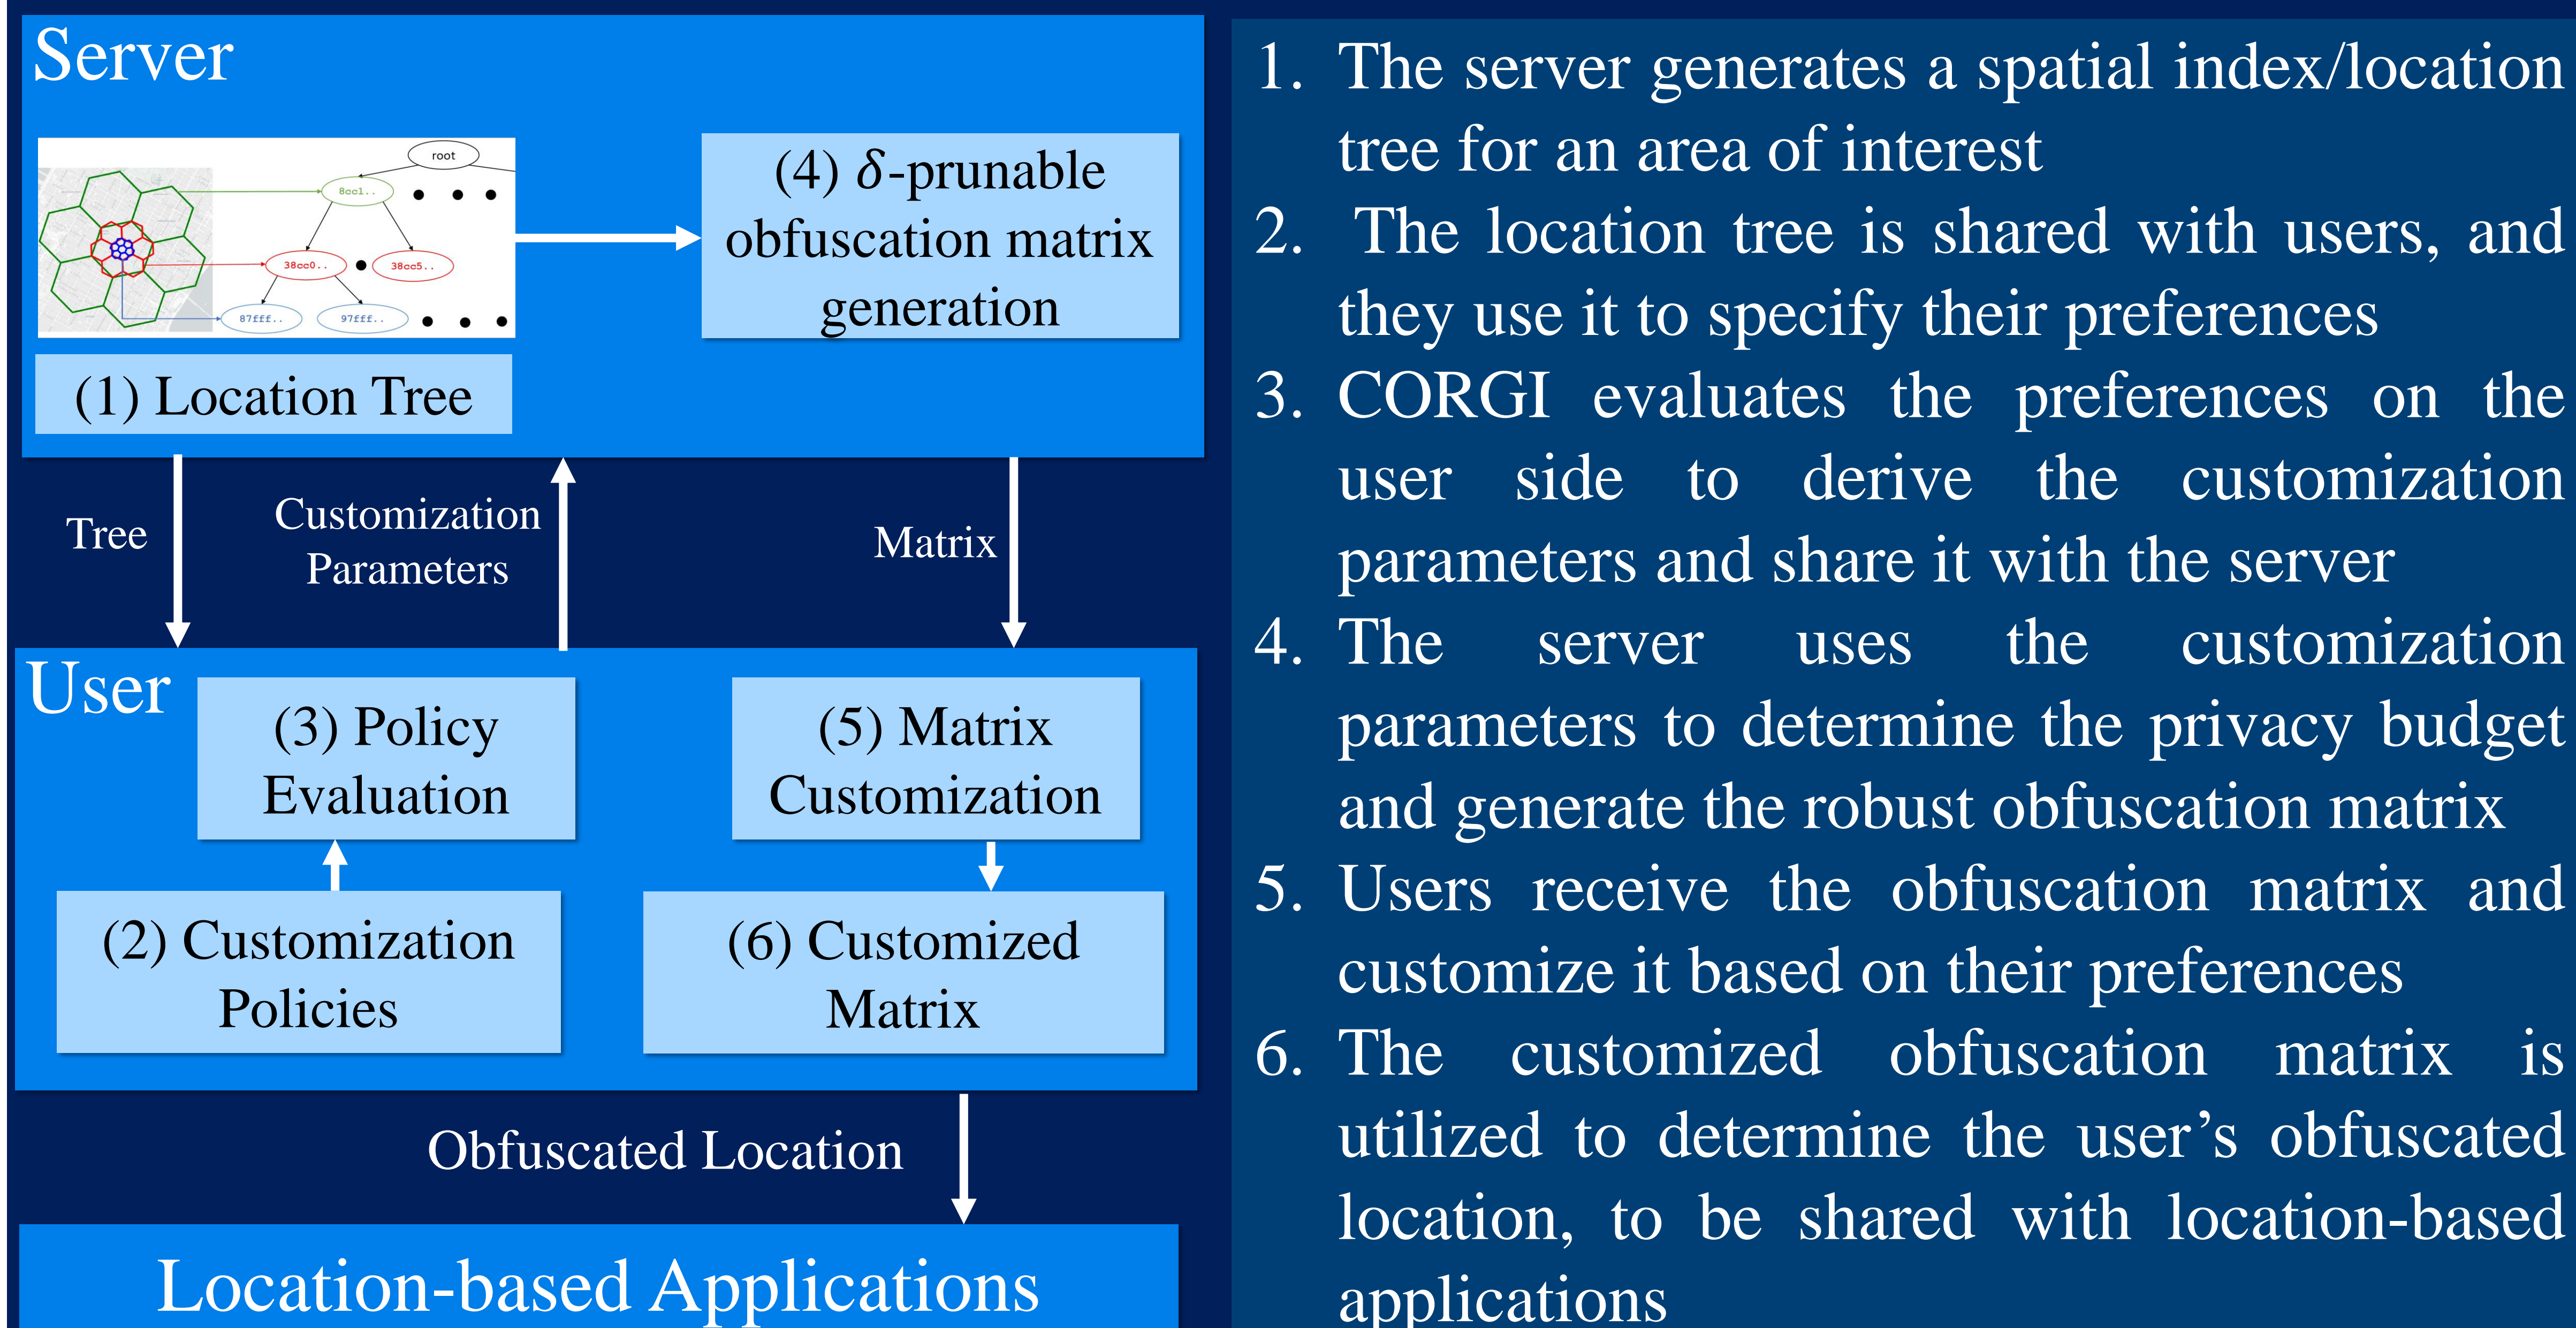 Server
root
8cc1..
38cc0..
38cc5..
87fff..
97fff..
(1) Location Tree
(4) δ-prunable
obfuscation matrix
generation
Tree
Customization
Parameters
Matrix
User
(3) Policy
Evaluation
(5) Matrix
Customization
(2) Customization
Policies
(6) Customized
Matrix
Obfuscated Location
Location-based Applications
1. The server generates a spatial index/location
tree for an area of interest
2. The location tree is shared with users, and
they use it to specify their preferences
3. CORGI evaluates the preferences on the
user side to derive the customization
parameters and share it with the server
4. The server uses the customization
parameters to determine the privacy budget
and generate the robust obfuscation matrix
5. Users receive the obfuscation matrix and
customize it based on their preferences
6. The customized obfuscation matrix is
utilized to determine the user’s obfuscated
location, to be shared with location-based
applications